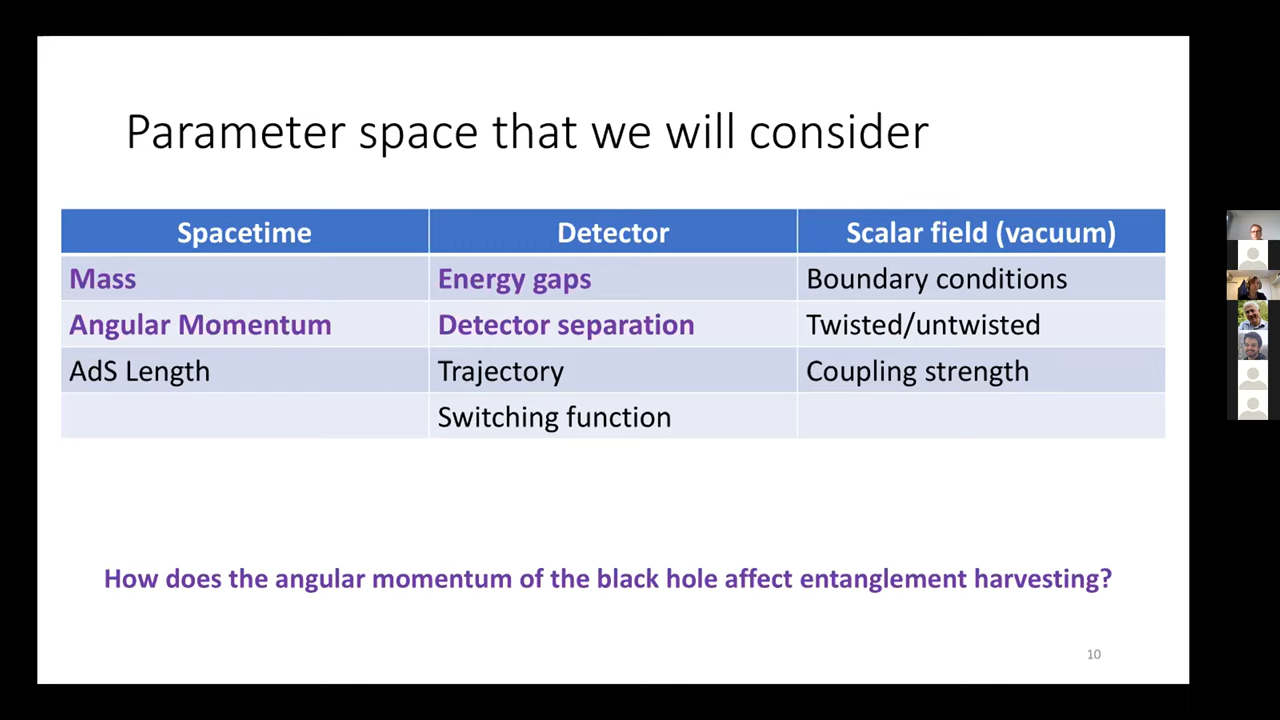 Parameter space that we will consider
Spacetime Detector Scalar field (vacuum)
Mass Energy gaps Boundary conditions
Angular Momentum Detector separation Twisted/untwisted
AdS Length Trajectory Coupling strength
Switching function
How does the angular momentum of the black hole affect entanglement harvesting?
10